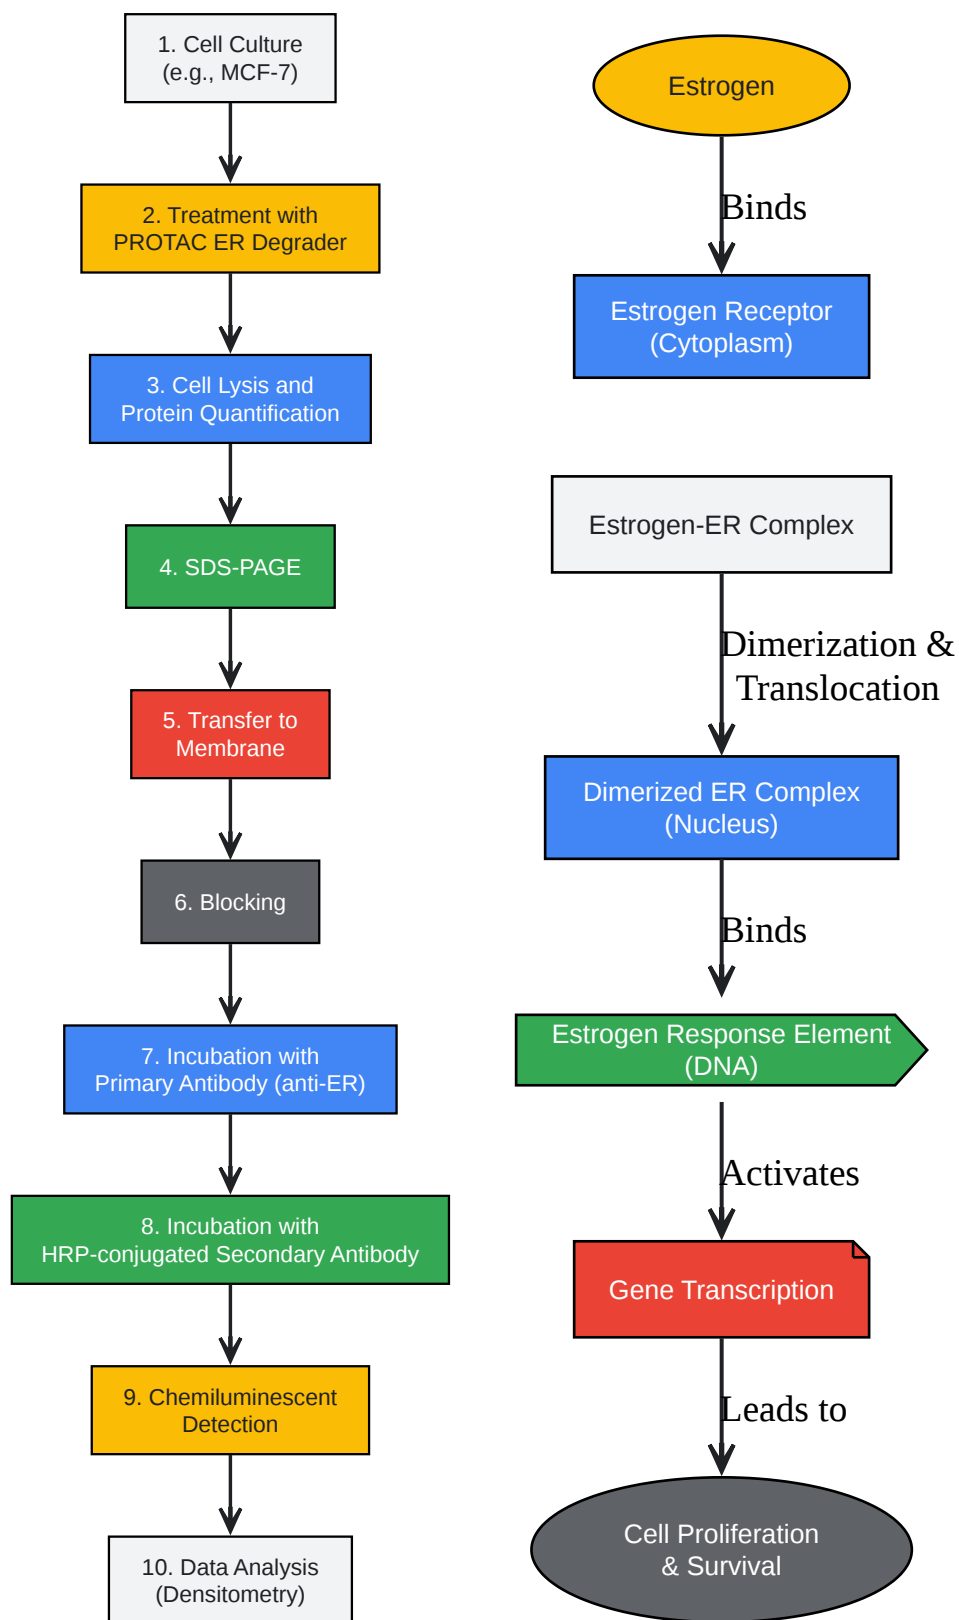 1. Cell Culture
(e.g., MCF-7)
2. Treatment with
PROTAC ER Degrader
3. Cell Lysis and
Protein Quantification
4. SDS-PAGE
5. Transfer to
Membrane
6. Blocking
7. Incubation with
Primary Antibody (anti-ER)
8. Incubation with
HRP-conjugated Secondary Antibody
9. Chemiluminescent
Detection
10. Data Analysis
(Densitometry)
Estrogen
Binds
Estrogen Receptor
(Cytoplasm)
Estrogen-ER Complex
Dimerization &
Translocation
Dimerized ER Complex
(Nucleus)
Binds
Estrogen Response Element
(DNA)
Activates
Gene Transcription
Leads to
Cell Proliferation
& Survival